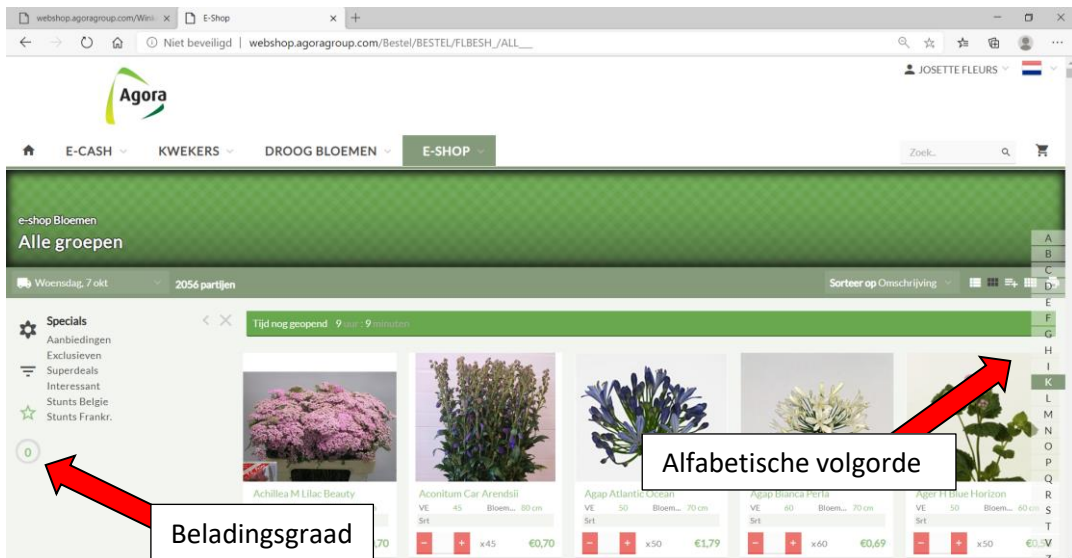 webshop.agoragroup.com/Wink
E-Shop
Niet beveiligd | webshop.agoragroup.com/Bestel/BESTEL/FLBESH_/ALL___
JOSETTE FLEURS
Agora
E-CASH
KWEKERS
DROOG BLOEMEN
E-SHOP
Zoek..
e-shop Bloemen
Alle groepen
Woensdag, 7 okt
2056 partijen
Sorteer op Omschrijving
Specials
Aanbiedingen
Exclusieven
Superdeals
Interessant
Stunts Belgie
Stunts Frankr.
0
Tijd nog geopend 9 uur : 9 minuten
A
B
C
D
E
F
G
H
I
K
L
M
N
O
P
Q
R
S
T
V
Z
Alfabetische volgorde
Beladingsgraad
Achillea M Lilac Beauty
,70
Aconitum Car Arendsii
VE 45 Bloem... 80 cm
Srt
- + x45 €0,70
Agap Atlantic Ocean
VE 50 Bloem... 70 cm
Srt
- + x50 €1,79
Agap Bianca Perla
VE 60 Bloem... 70 cm
Srt
- + x60 €0,69
Ager H Blue Horizon
VE 50 Bloem... 60 cm
Srt
- + x50 €0,5